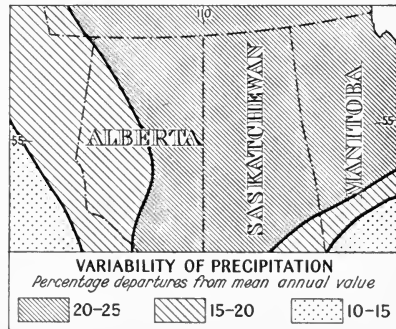 110
55
ALBERTA
SASKATCHEWAN
MANITOBA
55
VARIABILITY OF PRECIPITATION
Percentage departures from mean annual value
20-25 15-20 10-15